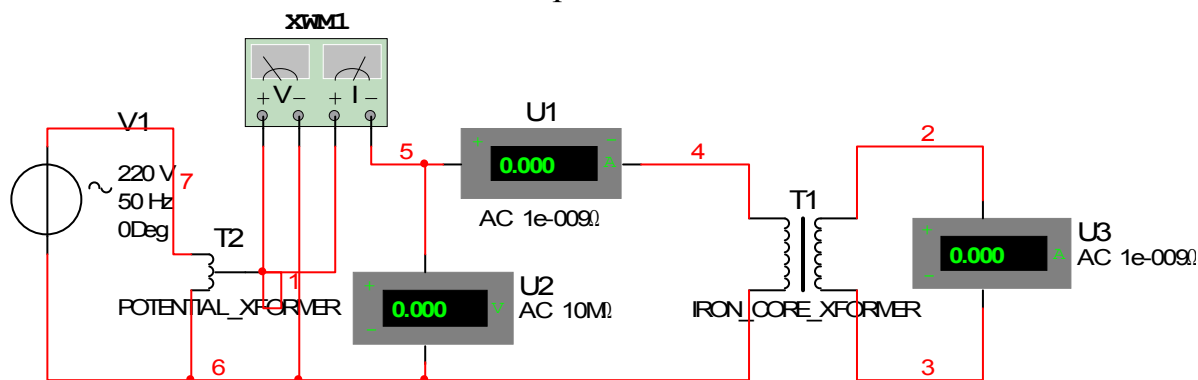 XWM1
+ V − + I −
V1
220 V
50 Hz
0Deg
7
T2
POTENTIAL_XFORMER
1
6
5
U1
+ −
0.000 A
AC 1e-009Ω
4
U2
+
0.000 V
−
AC 10MΩ
T1
IRON_CORE_XFORMER
2
U3
+
0.000 A
−
AC 1e-009Ω
3